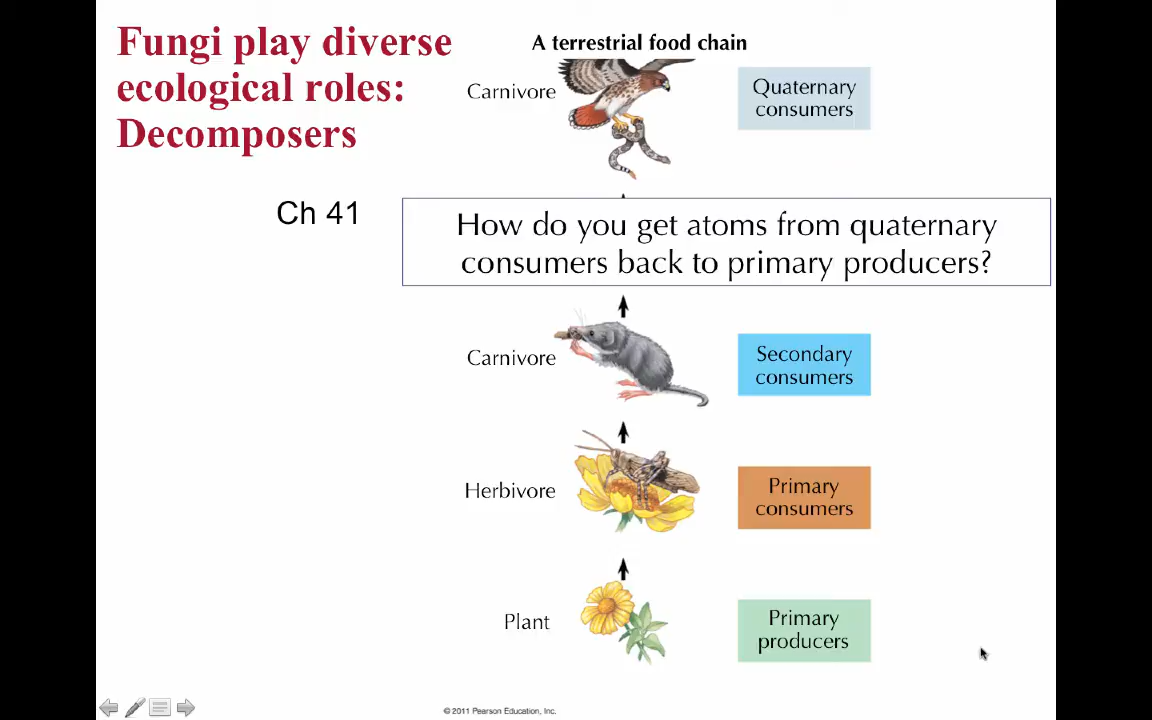 Fungi play diverse
ecological roles:
Decomposers
Ch 41
A terrestrial food chain
Carnivore
Quaternary
consumers
How do you get atoms from quaternary
consumers back to primary producers?
Carnivore
Secondary
consumers
Herbivore
Primary
consumers
Plant
Primary
producers
© 2011 Pearson Education, Inc.